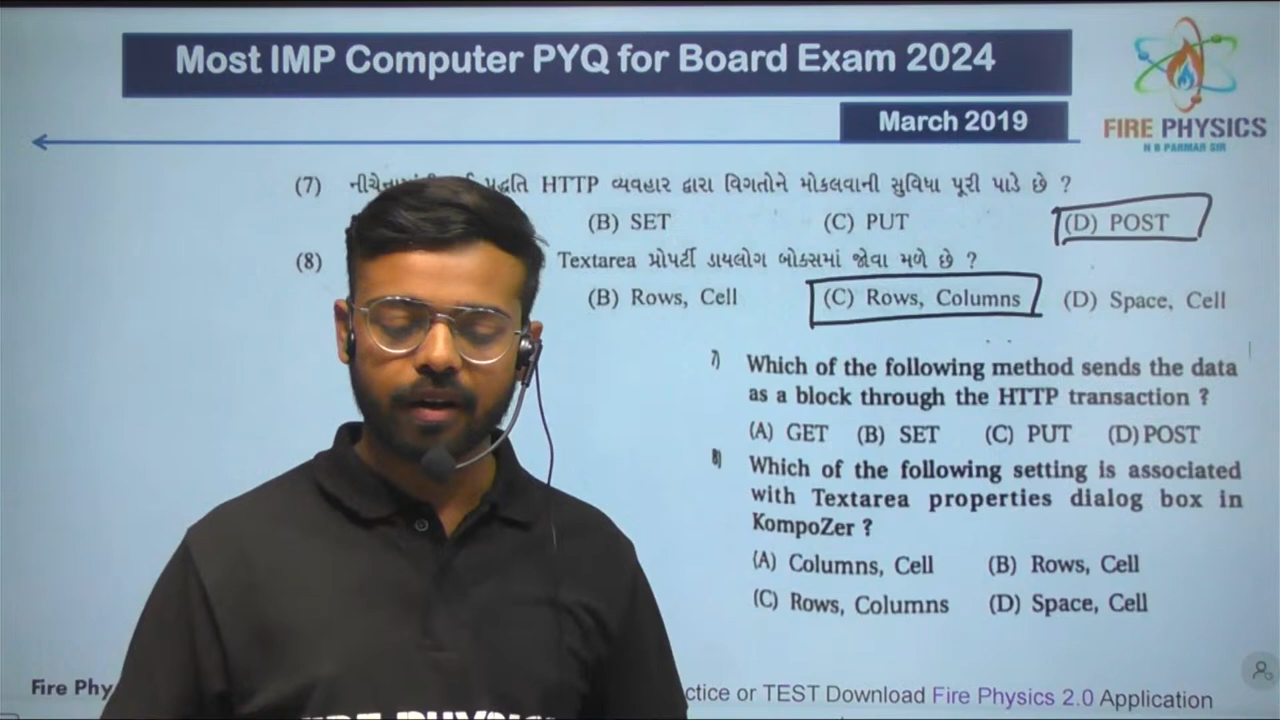 Most IMP Computer PYQ for Board Exam 2024
March 2019
FIRE PHYSICS
N B PARMAR SIR
(7) પદ્ધતિ HTTP વ્યવહાર દ્વારા વિગતોને મોકલવાની સુવિધા પૂરી પાડે છે ?
(B) SET (C) PUT (D) POST
(8) Textarea પ્રોપર્ટી ડાયલોગ બોક્સમાં જોવા મળે છે ?
(B) Rows, Cell (C) Rows, Columns (D) Space, Cell
7) Which of the following method sends the data
as a block through the HTTP transaction ?
(A) GET (B) SET (C) PUT (D) POST
8) Which of the following setting is associated
with Textarea properties dialog box in
KompoZer ?
(A) Columns, Cell (B) Rows, Cell
(C) Rows, Columns (D) Space, Cell
Fire Phy ctice or TEST Download Fire Physics 2.0 Application
FIRE PHYSICS